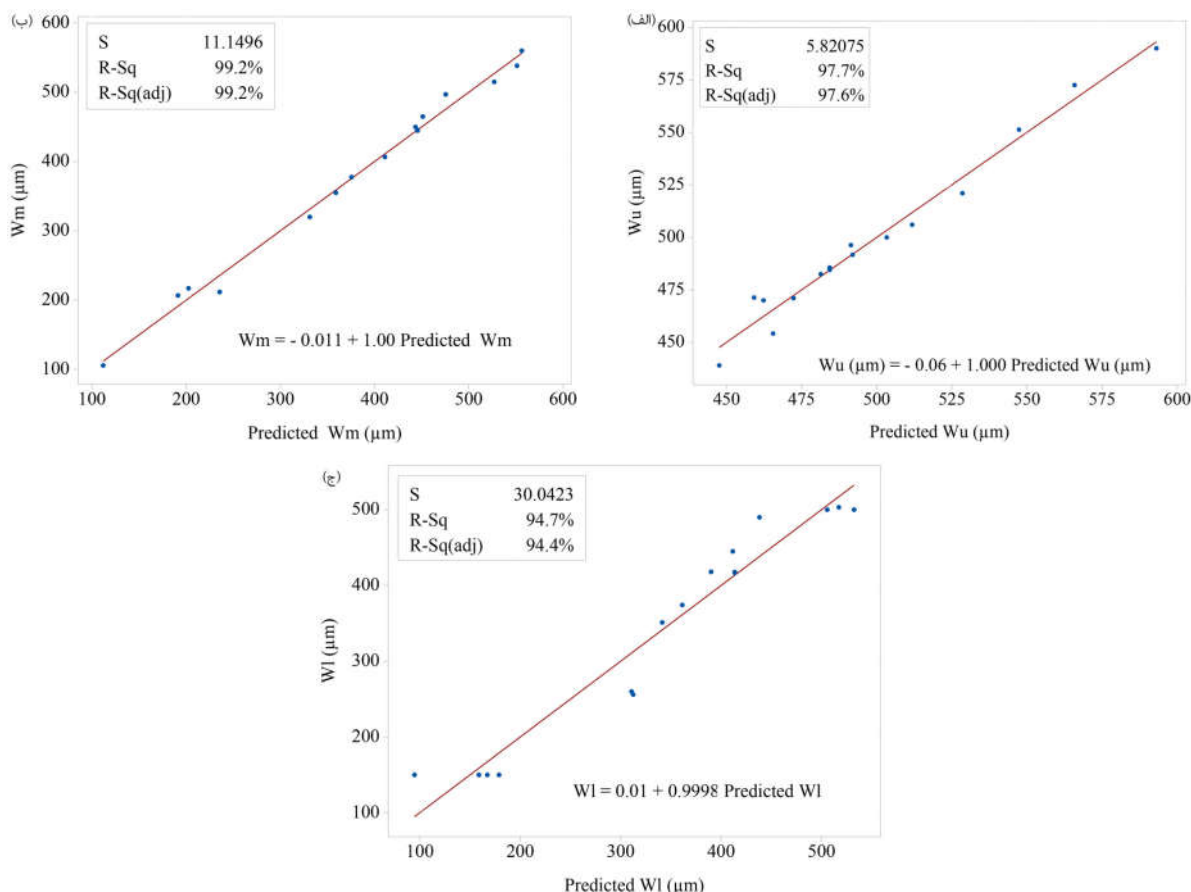 (ب)
S 11.1496
R-Sq 99.2%
R-Sq(adj) 99.2%
600
500
400
300
200
100
Wm (µm)
Wm = - 0.011 + 1.00 Predicted Wm
100 200 300 400 500 600
Predicted Wm (µm)
(الف)
S 5.82075
R-Sq 97.7%
R-Sq(adj) 97.6%
600
575
550
525
500
475
450
Wu (µm)
Wu (µm) = - 0.06 + 1.000 Predicted Wu (µm)
450 475 500 525 550 575 600
Predicted Wu (µm)
(ج)
S 30.0423
R-Sq 94.7%
R-Sq(adj) 94.4%
500
400
300
200
100
Wl (µm)
Wl = 0.01 + 0.9998 Predicted Wl
100 200 300 400 500
Predicted Wl (µm)